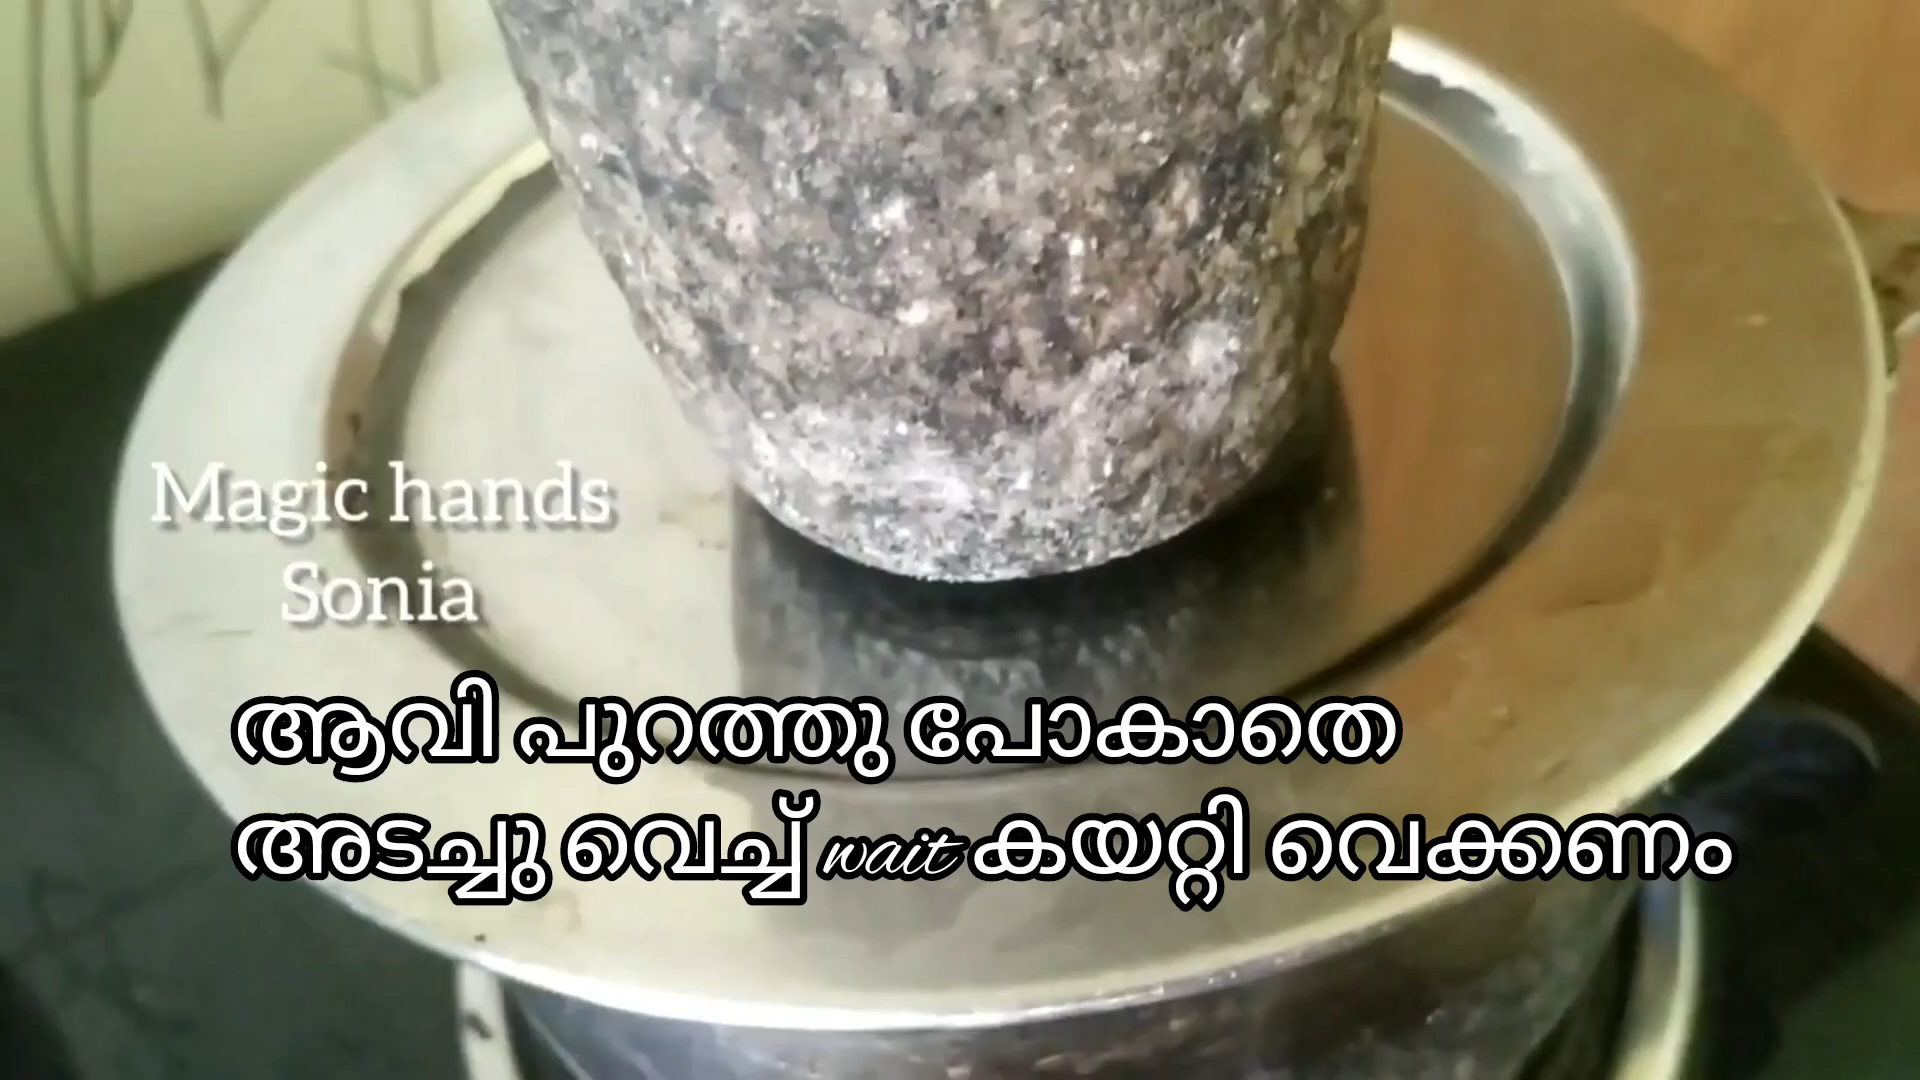 Magic hands
Sonia
ആവി പുറത്തു പോകാതെ
അടച്ചു വെച്ച് wait കയറ്റി വെക്കണം